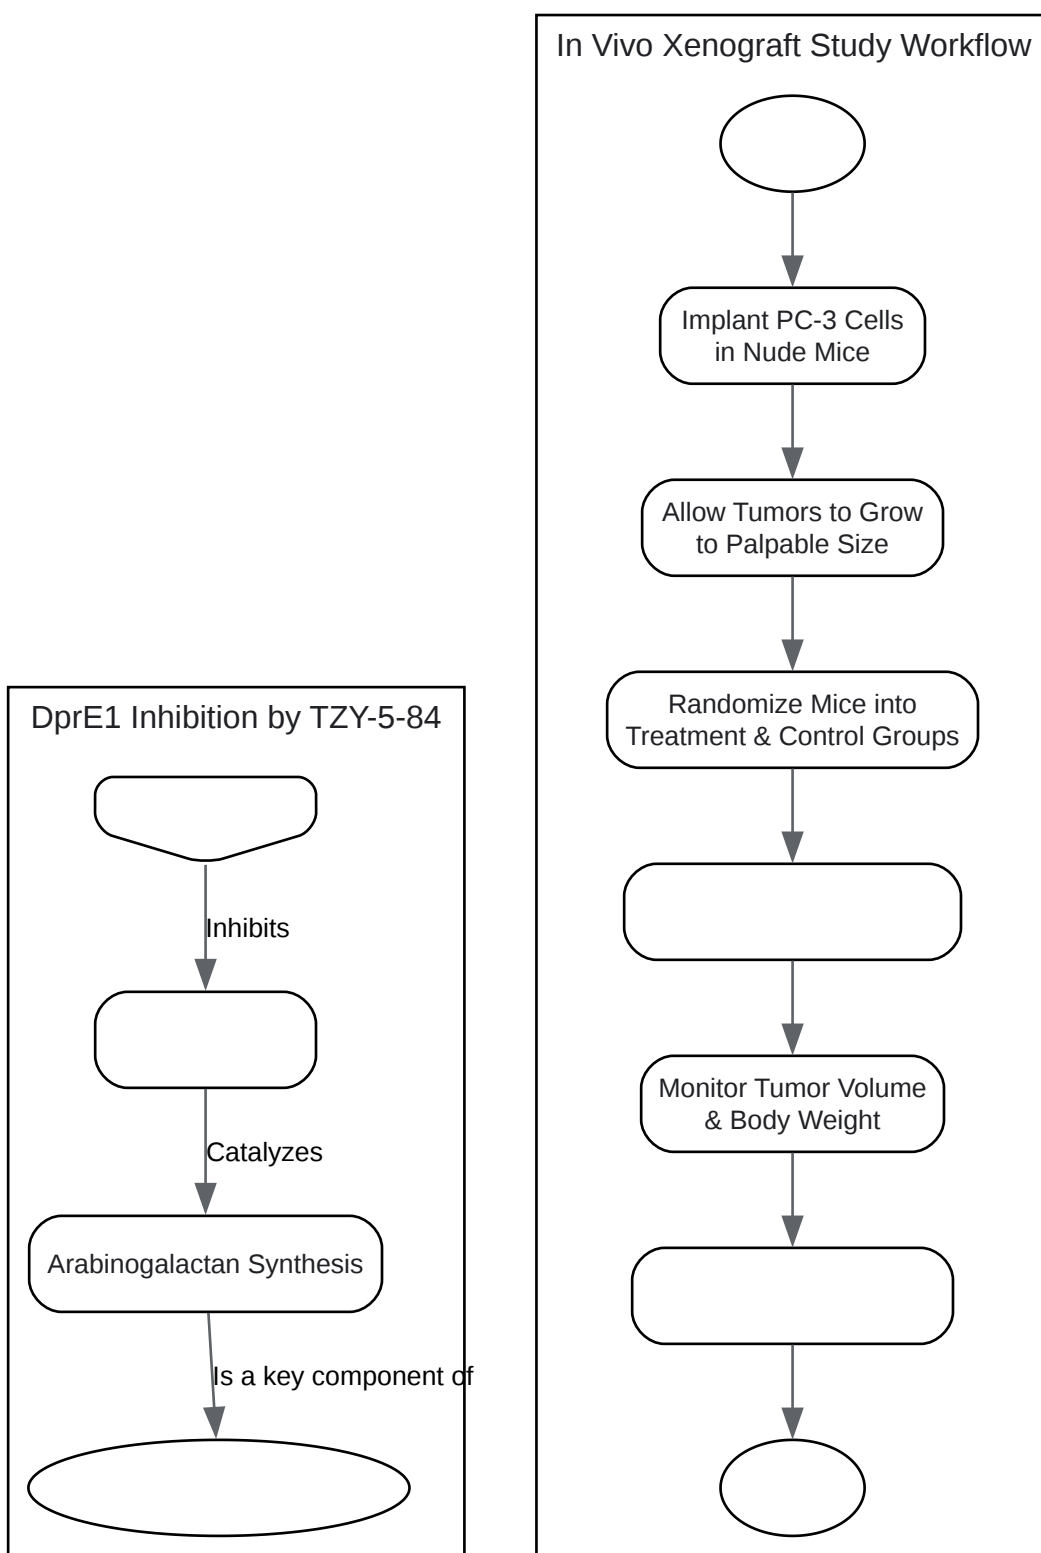 In Vivo Xenograft Study Workflow
Implant PC-3 Cells
in Nude Mice
Allow Tumors to Grow
to Palpable Size
Randomize Mice into
Treatment & Control Groups
Monitor Tumor Volume
& Body Weight
DprE1 Inhibition by TZY-5-84
Inhibits
Catalyzes
Arabinogalactan Synthesis
Is a key component of